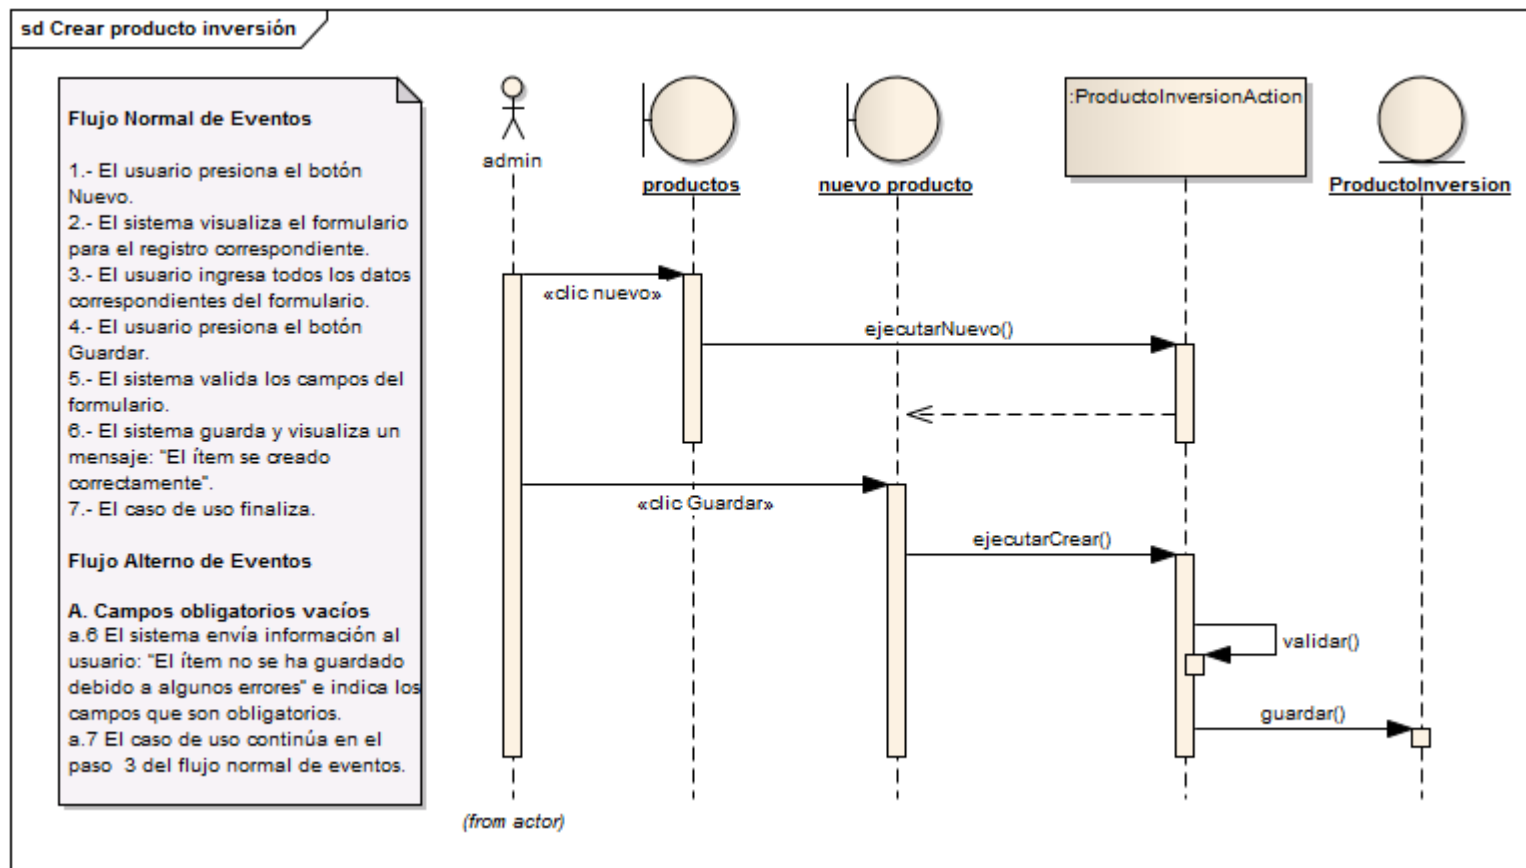 sd Crear producto inversión
Flujo Normal de Eventos
1.- El usuario presiona el botón
Nuevo.
2.- El sistema visualiza el formulario
para el registro correspondiente.
3.- El usuario ingresa todos los datos
correspondientes del formulario.
4.- El usuario presiona el botón
Guardar.
5.- El sistema valida los campos del
formulario.
6.- El sistema guarda y visualiza un
mensaje: "El ítem se creado
correctamente".
7.- El caso de uso finaliza.
Flujo Alterno de Eventos
A. Campos obligatorios vacíos
a.6 El sistema envía información al
usuario: "El ítem no se ha guardado
debido a algunos errores" e indica los
campos que son obligatorios.
a.7 El caso de uso continúa en el
paso  3 del flujo normal de eventos.
admin
productos
nuevo producto
:ProductoInversionAction
ProductoInversion
«clic nuevo»
ejecutarNuevo()
«clic Guardar»
ejecutarCrear()
validar()
guardar()
(from actor)